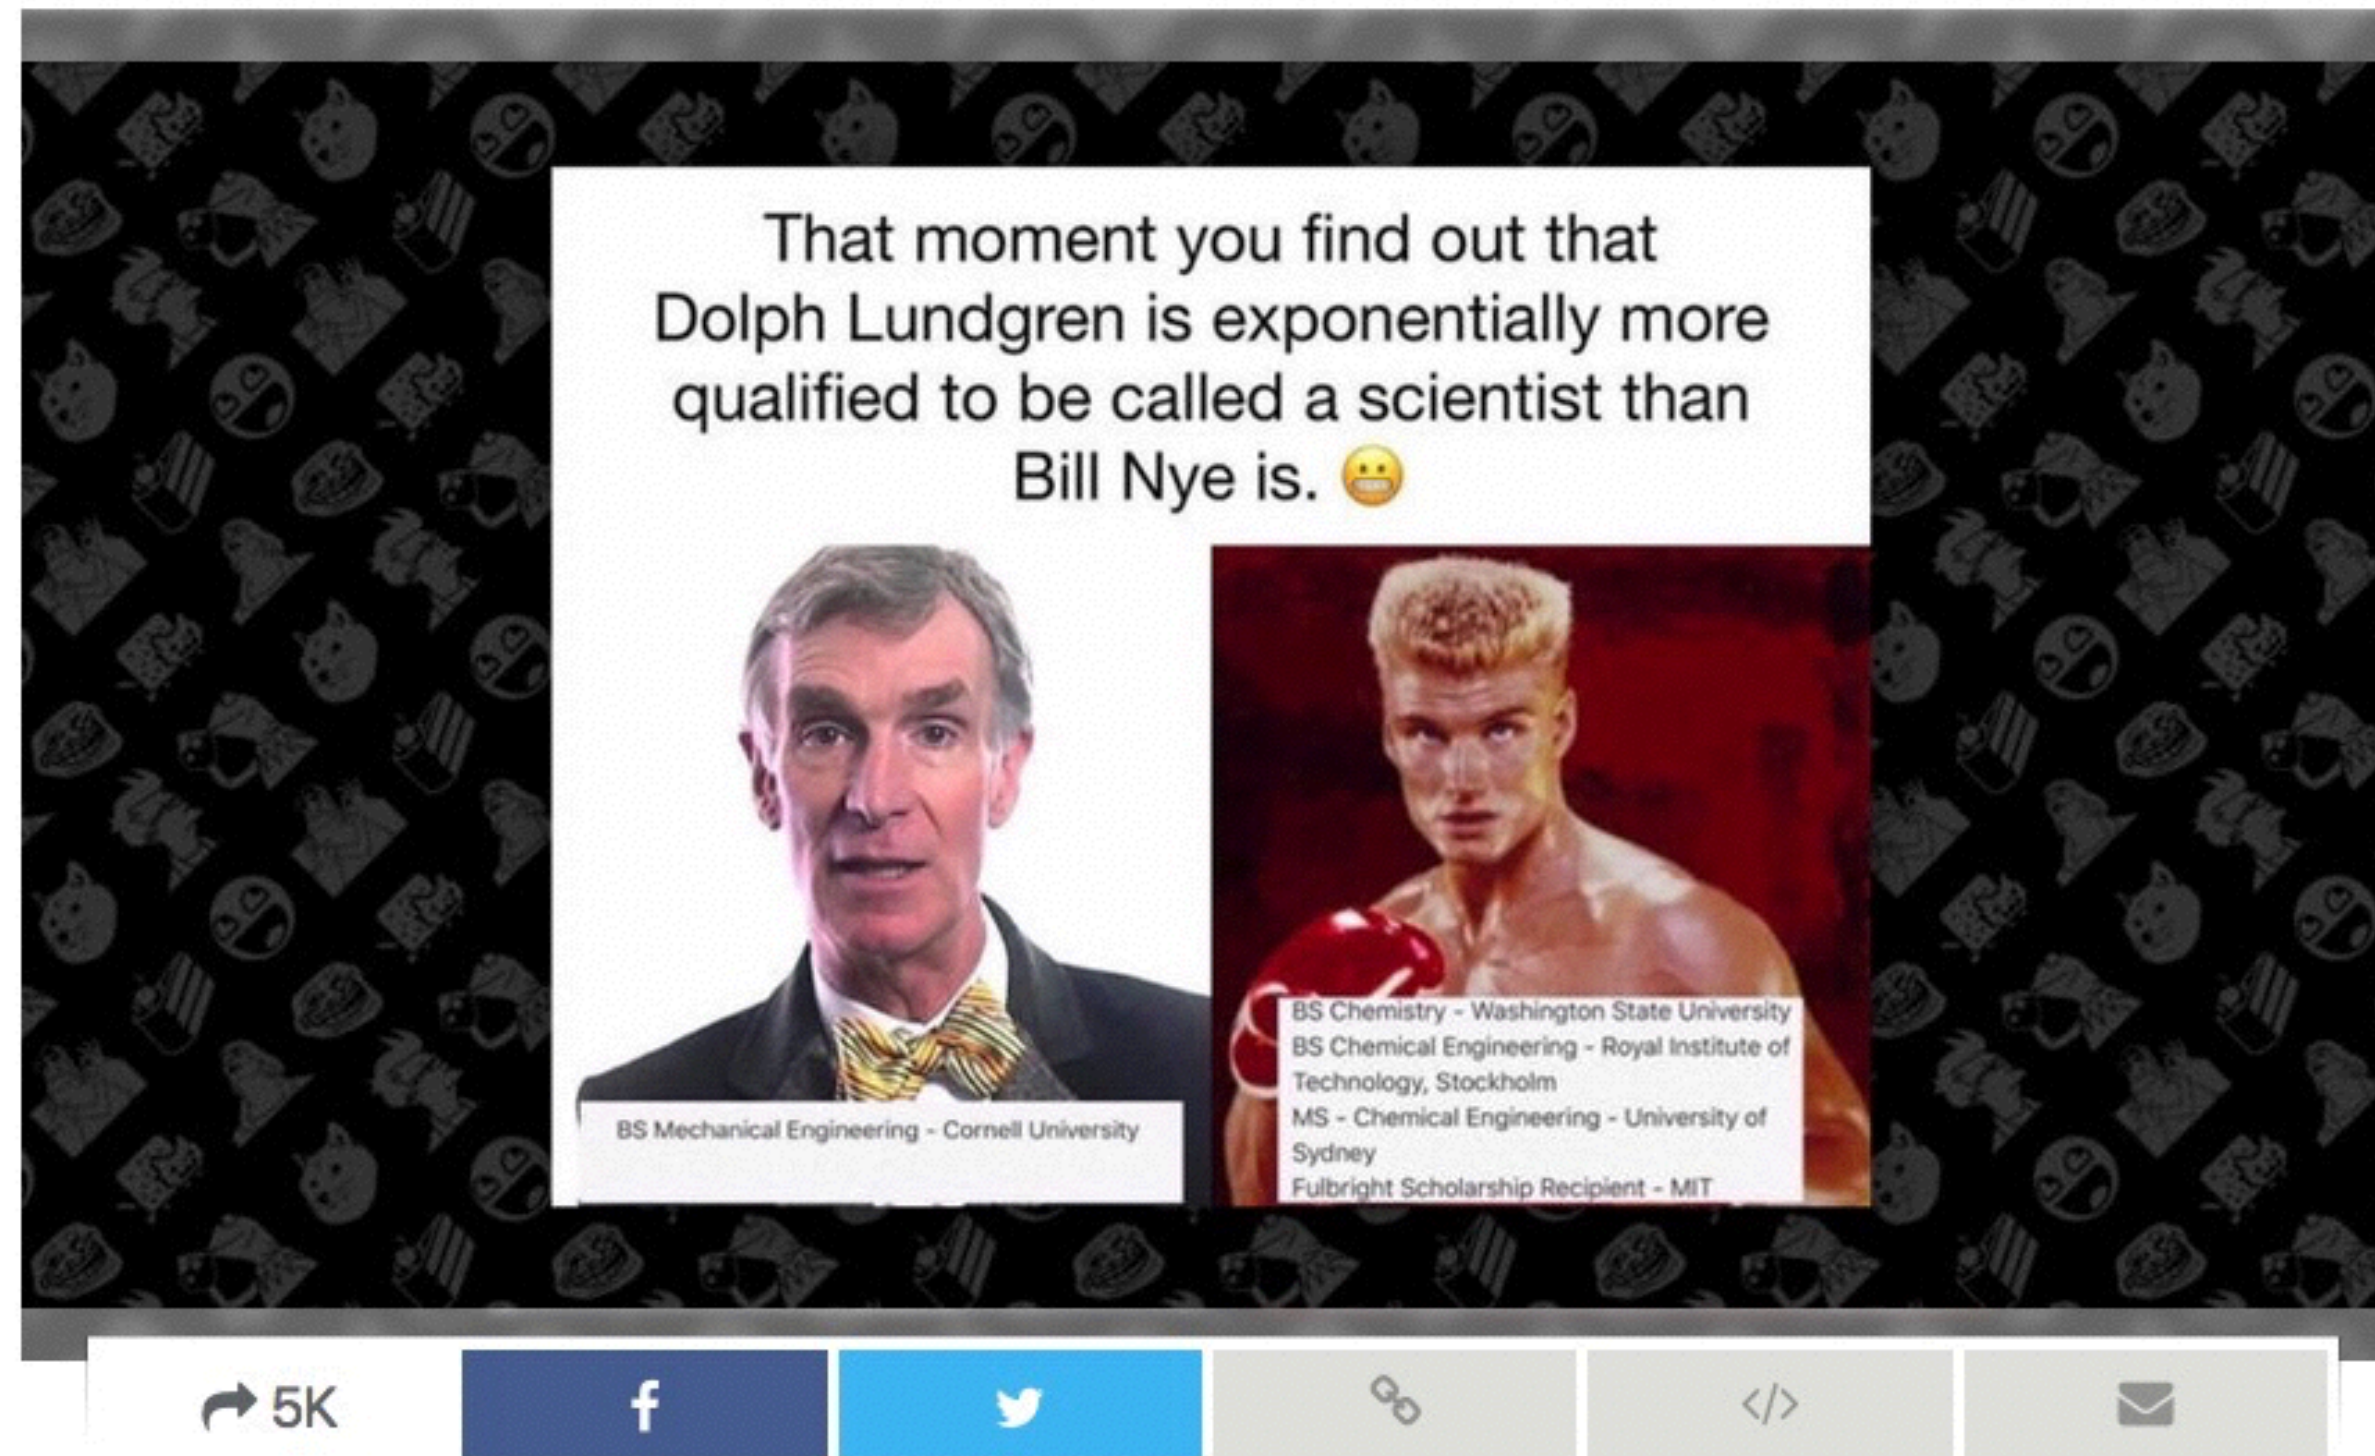 That moment you find out that
Dolph Lundgren is exponentially more
qualified to be called a scientist than
Bill Nye is. 😬
BS Mechanical Engineering - Cornell University
BS Chemistry - Washington State University
BS Chemical Engineering - Royal Institute of
Technology, Stockholm
MS - Chemical Engineering - University of
Sydney
Fulbright Scholarship Recipient - MIT
5K